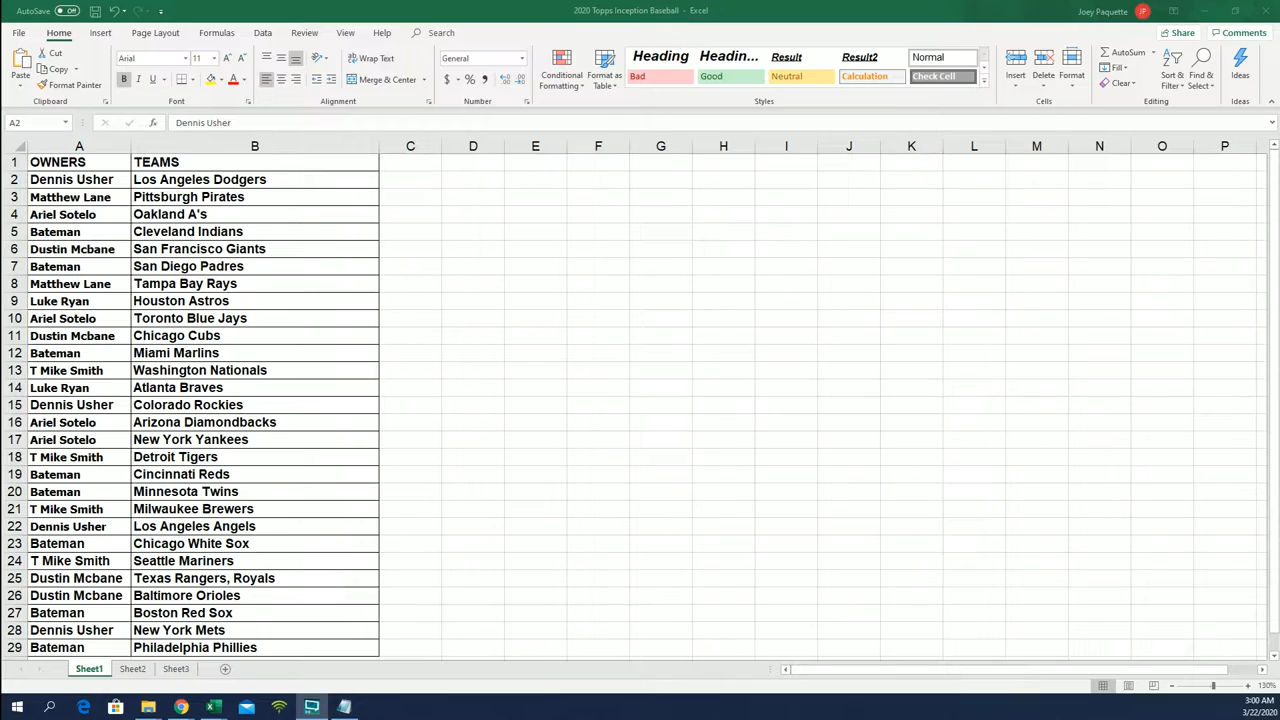 AutoSave Off 2020 Topps Inception Baseball - Excel Joey Paquette JP
File Home Insert Page Layout Formulas Data Review View Help Search Share Comments
Paste Cut Copy Format Painter Clipboard
Arial 11 B I U Font
Wrap Text Merge & Center Alignment
General $ % Number
Conditional Formatting Format as Table
Heading Headin... Result Result2 Normal
Bad Good Neutral Calculation Check Cell
Styles
Insert Delete Format Cells
AutoSum Fill Clear Sort & Filter Find & Select Editing
Ideas Ideas
A2 fx Dennis Usher
A B C D E F G H I J K L M N O P
1 OWNERS TEAMS
2 Dennis Usher Los Angeles Dodgers
3 Matthew Lane Pittsburgh Pirates
4 Ariel Sotelo Oakland A's
5 Bateman Cleveland Indians
6 Dustin Mcbane San Francisco Giants
7 Bateman San Diego Padres
8 Matthew Lane Tampa Bay Rays
9 Luke Ryan Houston Astros
10 Ariel Sotelo Toronto Blue Jays
11 Dustin Mcbane Chicago Cubs
12 Bateman Miami Marlins
13 T Mike Smith Washington Nationals
14 Luke Ryan Atlanta Braves
15 Dennis Usher Colorado Rockies
16 Ariel Sotelo Arizona Diamondbacks
17 Ariel Sotelo New York Yankees
18 T Mike Smith Detroit Tigers
19 Bateman Cincinnati Reds
20 Bateman Minnesota Twins
21 T Mike Smith Milwaukee Brewers
22 Dennis Usher Los Angeles Angels
23 Bateman Chicago White Sox
24 T Mike Smith Seattle Mariners
25 Dustin Mcbane Texas Rangers, Royals
26 Dustin Mcbane Baltimore Orioles
27 Bateman Boston Red Sox
28 Dennis Usher New York Mets
29 Bateman Philadelphia Phillies
Sheet1 Sheet2 Sheet3
130%
3:00 AM
3/22/2020